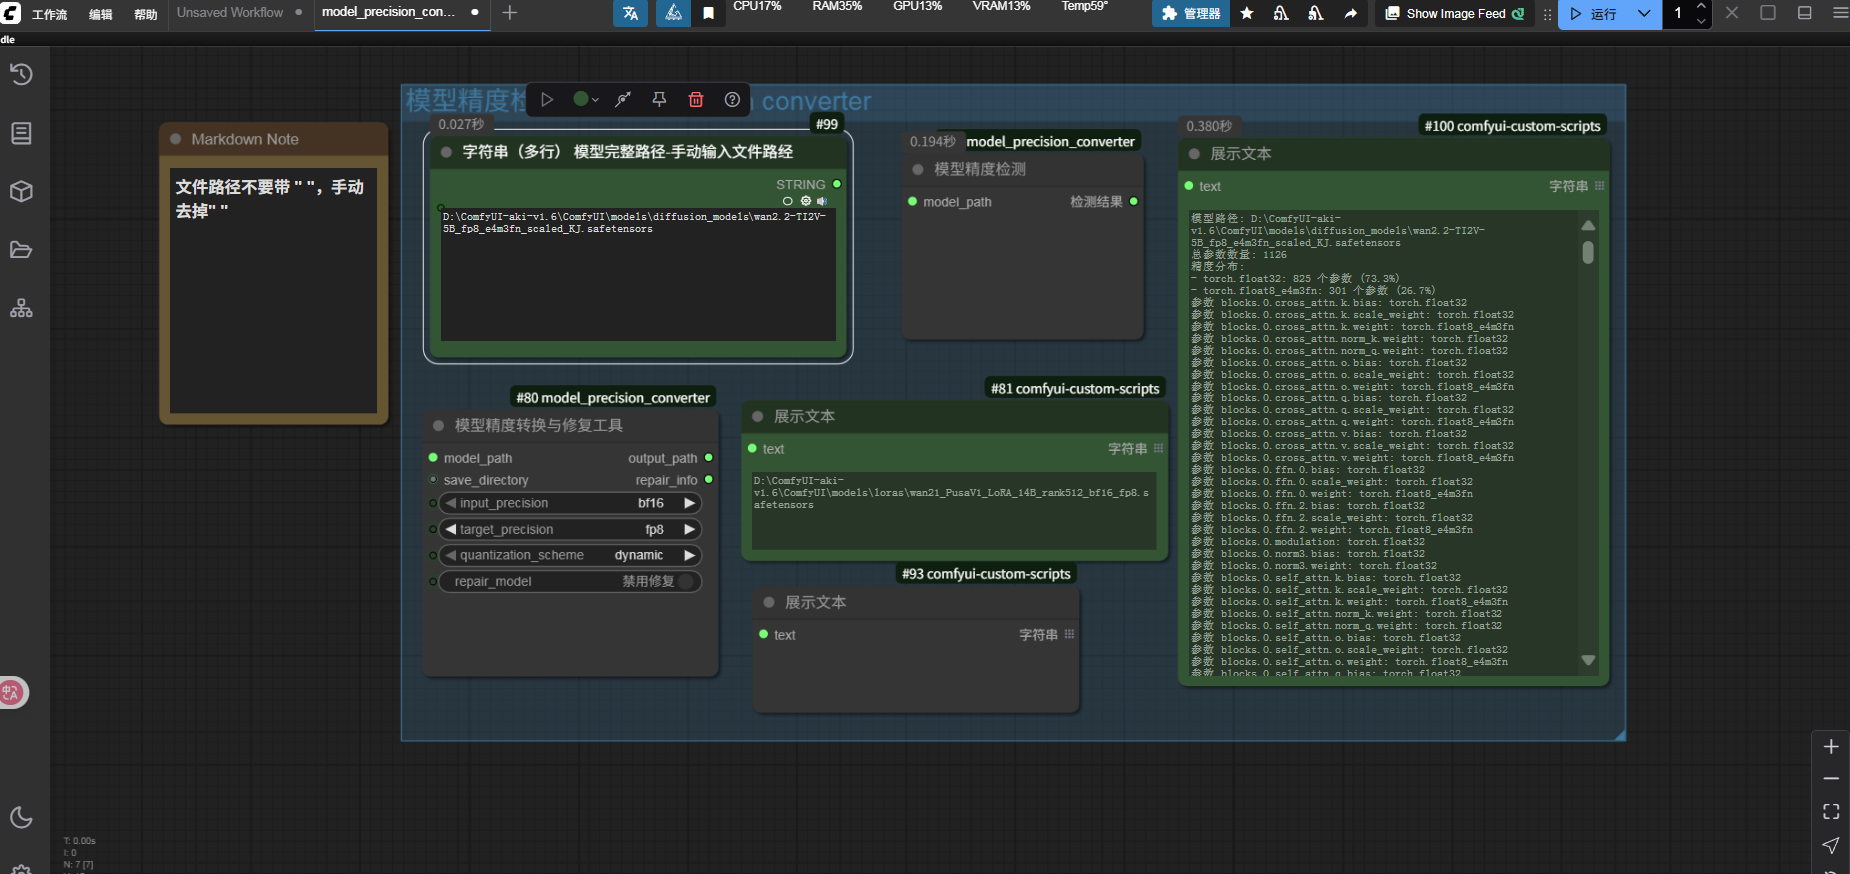 工作流
编辑
帮助
Unsaved Workflow
model_precision_con...
CPU17%
RAM35%
GPU13%
VRAM13%
Temp59°
管理器
Show Image Feed
运行
1
dle
模型精度检
converter
Markdown Note
文件路径不要带 " "，手动
去掉" "
0.027秒
#99
字符串（多行） 模型完整路径-手动输入文件路经
STRING
D:\ComfyUI-aki-v1.6\ComfyUI\models\diffusion_models\wan2.2-TI2V-
5B_fp8_e4m3fn_scaled_KJ.safetensors
0.194秒
model_precision_converter
模型精度检测
model_path
检测结果
0.380秒
#100 comfyui-custom-scripts
展示文本
text
字符串
模型路径: D:\ComfyUI-aki-
v1.6\ComfyUI\models\diffusion_models\wan2.2-TI2V-
5B_fp8_e4m3fn_scaled_KJ.safetensors
总参数数量: 1126
精度分布:
- torch.float32: 825 个参数 (73.3%)
- torch.float8_e4m3fn: 301 个参数 (26.7%)
参数 blocks.0.cross_attn.k.bias: torch.float32
参数 blocks.0.cross_attn.k.scale_weight: torch.float32
参数 blocks.0.cross_attn.k.weight: torch.float8_e4m3fn
参数 blocks.0.cross_attn.norm_k.weight: torch.float32
参数 blocks.0.cross_attn.norm_q.weight: torch.float32
参数 blocks.0.cross_attn.o.bias: torch.float32
参数 blocks.0.cross_attn.o.scale_weight: torch.float32
参数 blocks.0.cross_attn.o.weight: torch.float8_e4m3fn
参数 blocks.0.cross_attn.q.bias: torch.float32
参数 blocks.0.cross_attn.q.scale_weight: torch.float32
参数 blocks.0.cross_attn.q.weight: torch.float8_e4m3fn
参数 blocks.0.cross_attn.v.bias: torch.float32
参数 blocks.0.cross_attn.v.scale_weight: torch.float32
参数 blocks.0.cross_attn.v.weight: torch.float8_e4m3fn
参数 blocks.0.ffn.0.bias: torch.float32
参数 blocks.0.ffn.0.scale_weight: torch.float32
参数 blocks.0.ffn.0.weight: torch.float8_e4m3fn
参数 blocks.0.ffn.2.bias: torch.float32
参数 blocks.0.ffn.2.scale_weight: torch.float32
参数 blocks.0.ffn.2.weight: torch.float8_e4m3fn
参数 blocks.0.modulation: torch.float32
参数 blocks.0.norm3.bias: torch.float32
参数 blocks.0.norm3.weight: torch.float32
参数 blocks.0.self_attn.k.bias: torch.float32
参数 blocks.0.self_attn.k.scale_weight: torch.float32
参数 blocks.0.self_attn.k.weight: torch.float8_e4m3fn
参数 blocks.0.self_attn.norm_k.weight: torch.float32
参数 blocks.0.self_attn.norm_q.weight: torch.float32
参数 blocks.0.self_attn.o.bias: torch.float32
参数 blocks.0.self_attn.o.scale_weight: torch.float32
参数 blocks.0.self_attn.o.weight: torch.float8_e4m3fn
参数 blocks.0.self_attn.q.bias: torch.float32
#80 model_precision_converter
模型精度转换与修复工具
model_path
output_path
save_directory
repair_info
input_precision
bf16
target_precision
fp8
quantization_scheme
dynamic
repair_model
禁用修复
#81 comfyui-custom-scripts
展示文本
text
字符串
D:\ComfyUI-aki-
v1.6\ComfyUI\models\loras\wan21_PusaV1_LoRA_14B_rank512_bf16_fp8.s
afetensors
#93 comfyui-custom-scripts
展示文本
text
字符串
T: 0.00s
I: 0
N: 7 [7]